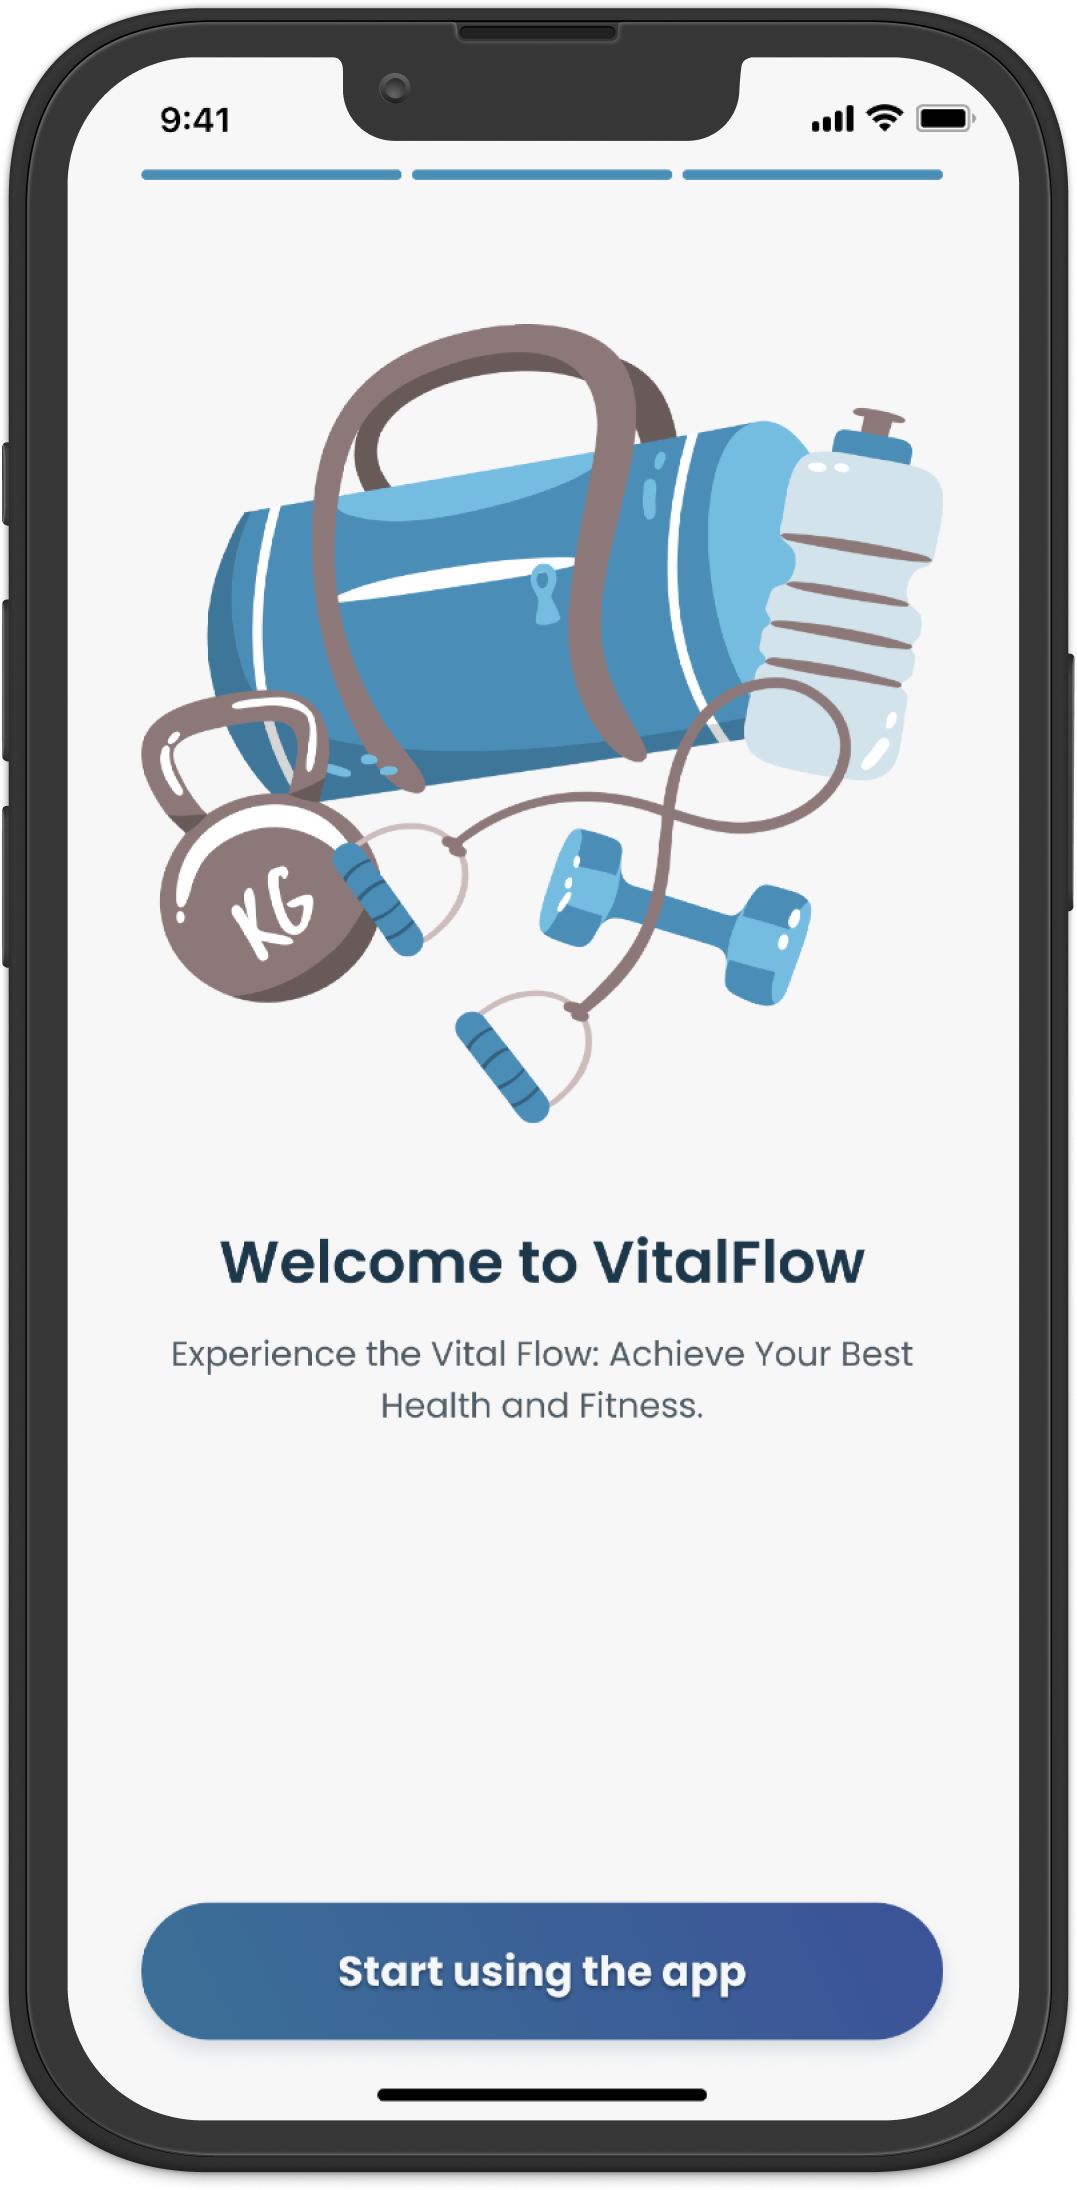 9:41
KG
Welcome to VitalFlow
Experience the Vital Flow: Achieve Your Best
Health and Fitness.
Start using the app